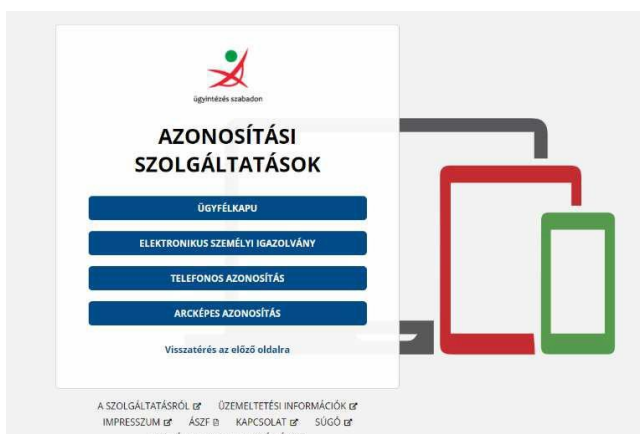 ügyintézés szabadon
AZONOSÍTÁSI
SZOLGÁLTATÁSOK
ÜGYFÉLKAPU
ELEKTRONIKUS SZEMÉLYI IGAZOLVÁNY
TELEFONOS AZONOSÍTÁS
ARCKÉPES AZONOSÍTÁS
Visszatérés az előző oldalra
A SZOLGÁLTATÁSRÓL ÜZEMELTETÉSI INFORMÁCIÓK
IMPRESSZUM ÁSZF KAPCSOLAT SÚGÓ